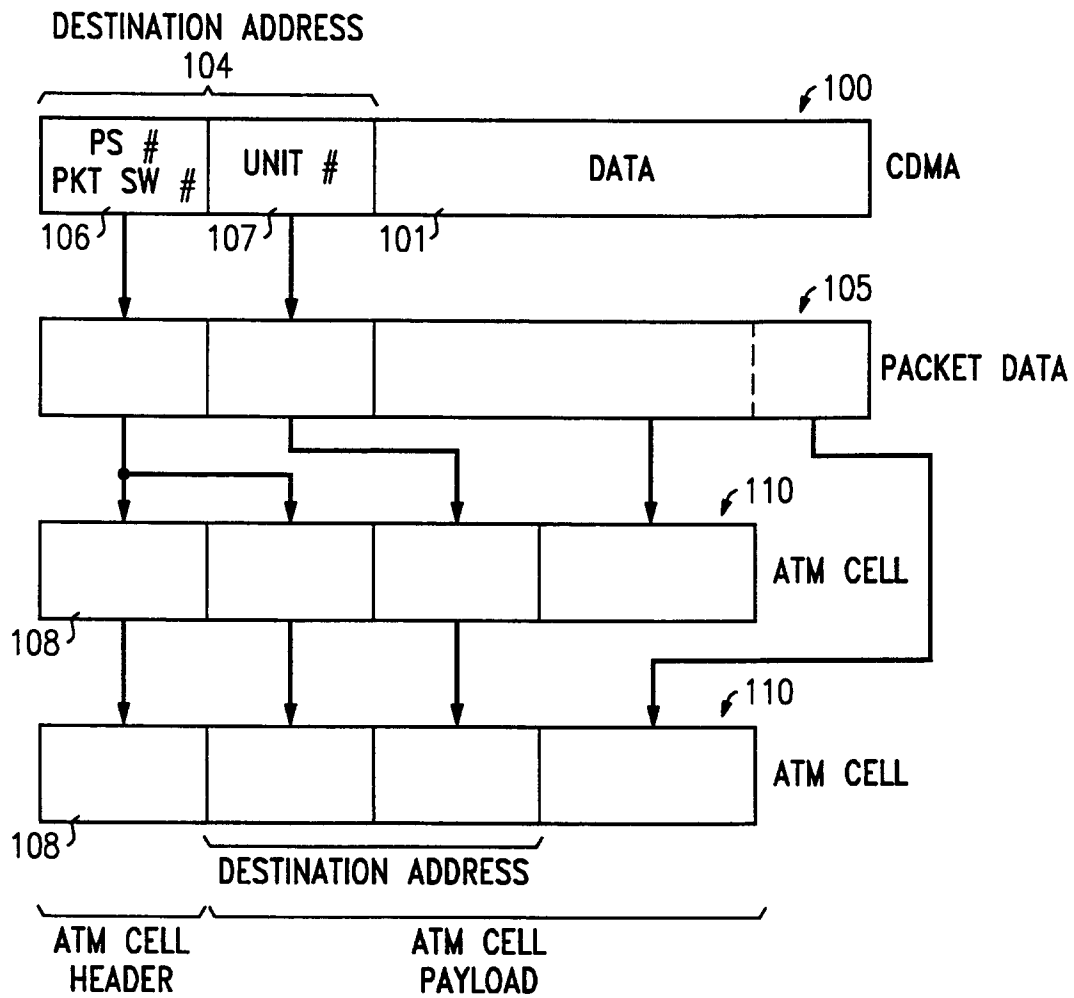 DESTINATION ADDRESS
104
100
PS #
PKT SW #
UNIT #
DATA
CDMA
106
107
101
105
PACKET DATA
110
ATM CELL
108
110
ATM CELL
108
DESTINATION ADDRESS
ATM CELL
HEADER
ATM CELL
PAYLOAD